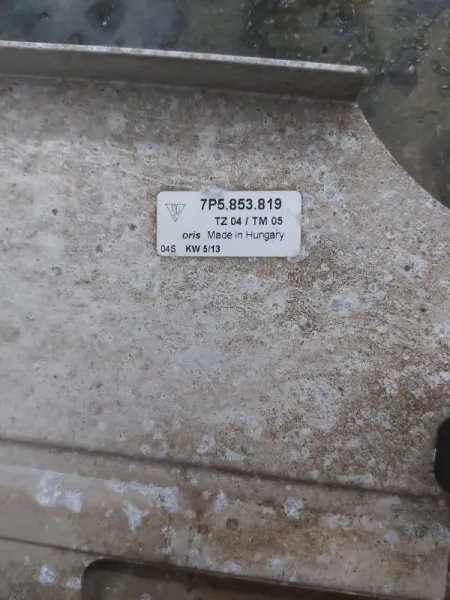 7P5.853.819
TZ 04 / TM 05
oris Made in Hungary
04S KW 5/13